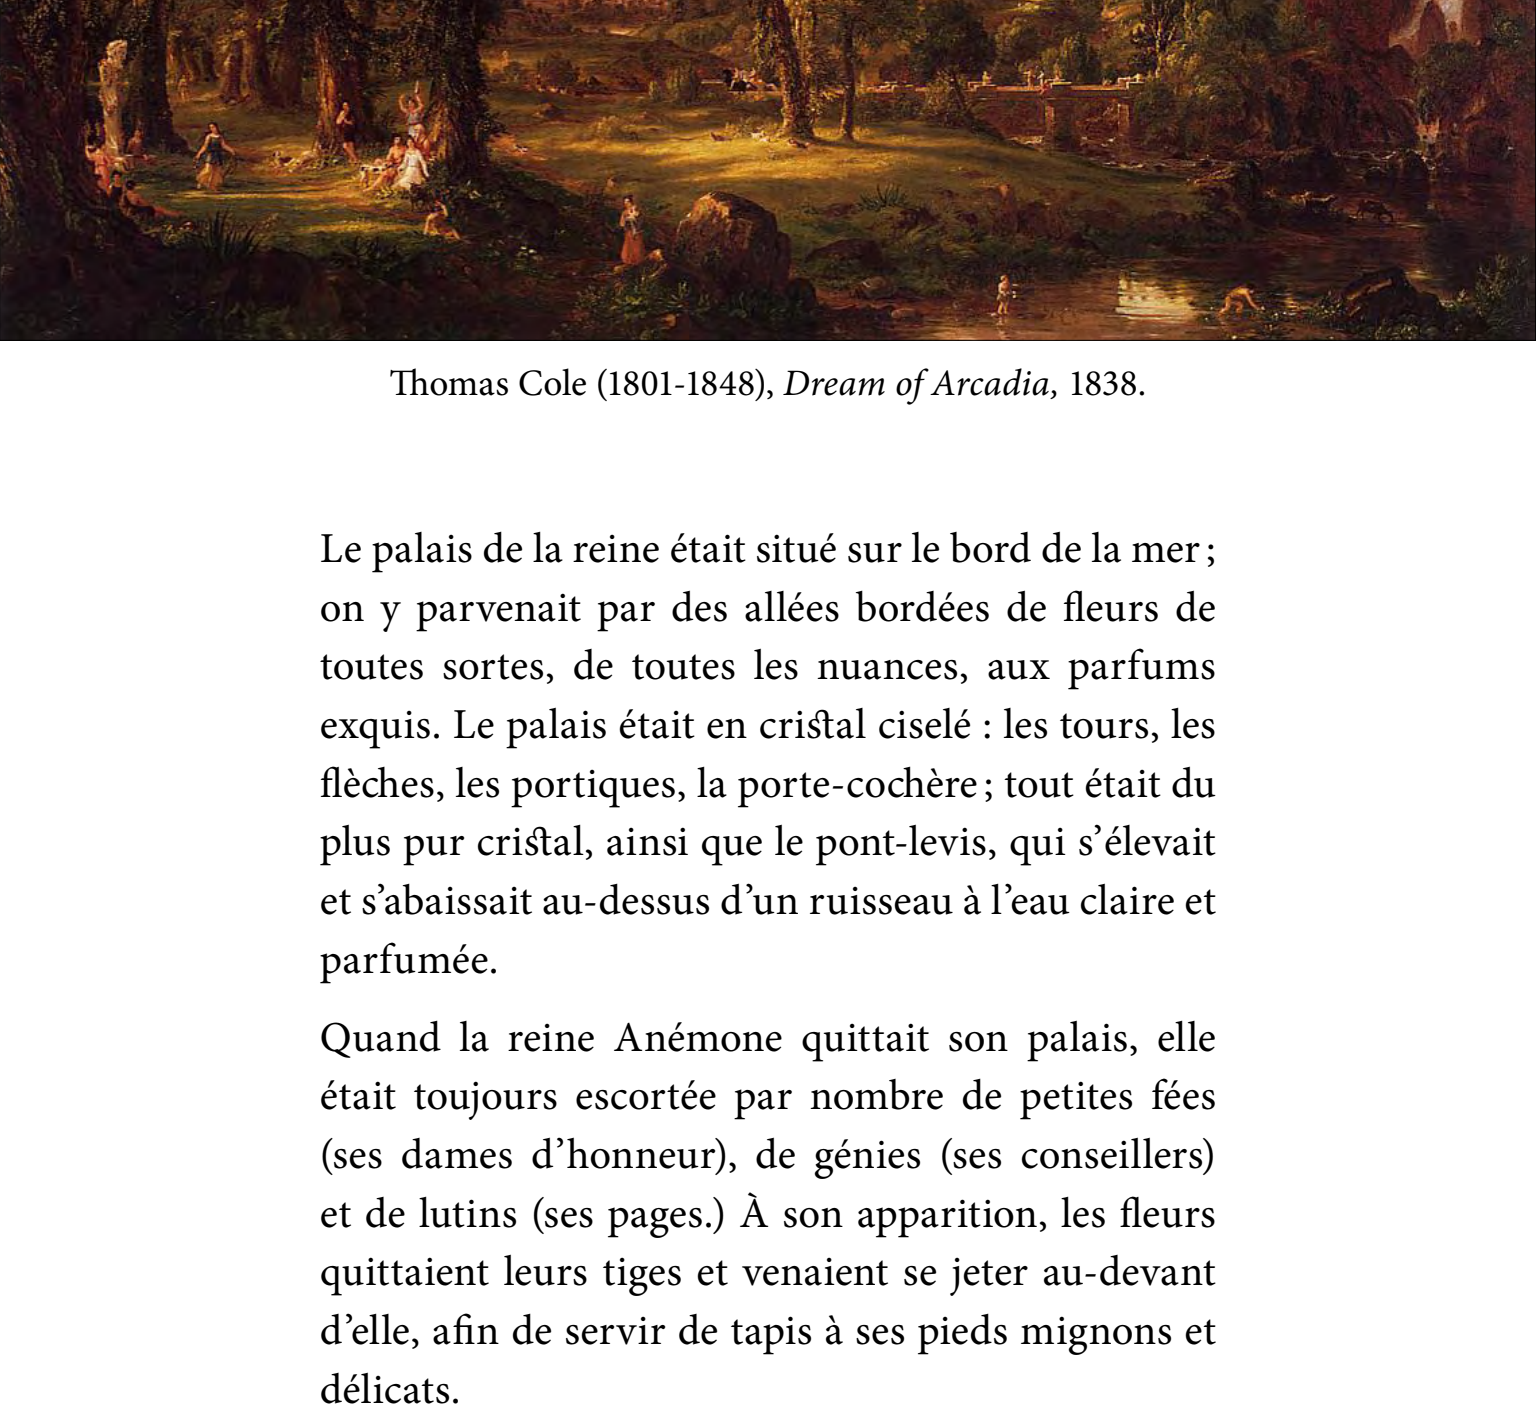 Thomas Cole (1801-1848), Dream of Arcadia, 1838.
Le palais de la reine était situé sur le bord de la mer ;
on y parvenait par des allées bordées de fleurs de
toutes sortes, de toutes les nuances, aux parfums
exquis. Le palais était en cristal ciselé : les tours, les
flèches, les portiques, la porte-cochère ; tout était du
plus pur cristal, ainsi que le pont-levis, qui s’élevait
et s’abaissait au-dessus d’un ruisseau à l’eau claire et
parfumée.
Quand la reine Anémone quittait son palais, elle
était toujours escortée par nombre de petites fées
(ses dames d’honneur), de génies (ses conseillers)
et de lutins (ses pages.) À son apparition, les fleurs
quittaient leurs tiges et venaient se jeter au-devant
d’elle, afin de servir de tapis à ses pieds mignons et
délicats.